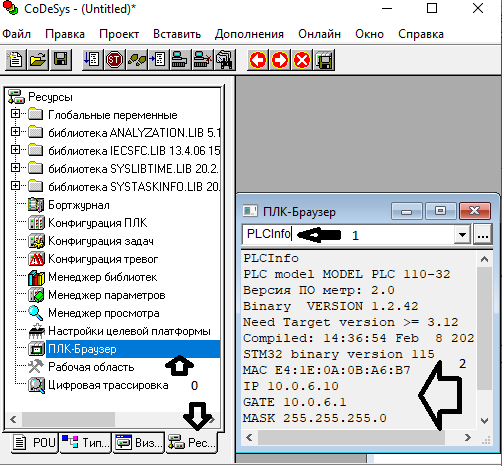 CoDeSys - (Untitled)*
Файл Правка Проект Вставить Дополнения Онлайн Окно Справка
Ресурсы
Глобальные переменные
библиотека ANALYZATION.LIB 5.1
библиотека IECSFC.LIB 13.4.06 15
библиотека SYSLIBTIME.LIB 20.2.
библиотека SYSTASKINFO.LIB 20.
Бортжурнал
Конфигурация ПЛК
Конфигурация задач
Конфигурация тревог
Менеджер библиотек
Менеджер параметров
Менеджер просмотра
Настройки целевой платформы
ПЛК-Браузер
Рабочая область
Цифровая трассировка 0
POU Тип... Виз... Рес...
ПЛК-Браузер
PLCInfo 1 ...
PLCInfo
PLC model MODEL PLC 110-32
Версия ПО метр: 2.0
Binary VERSION 1.2.42
Need Target version >= 3.12
Compiled: 14:36:54 Feb 8 202
STM32 binary version 115
MAC E4:1E:0A:0B:A6:B7 2
IP 10.0.6.10
GATE 10.0.6.1
MASK 255.255.255.0